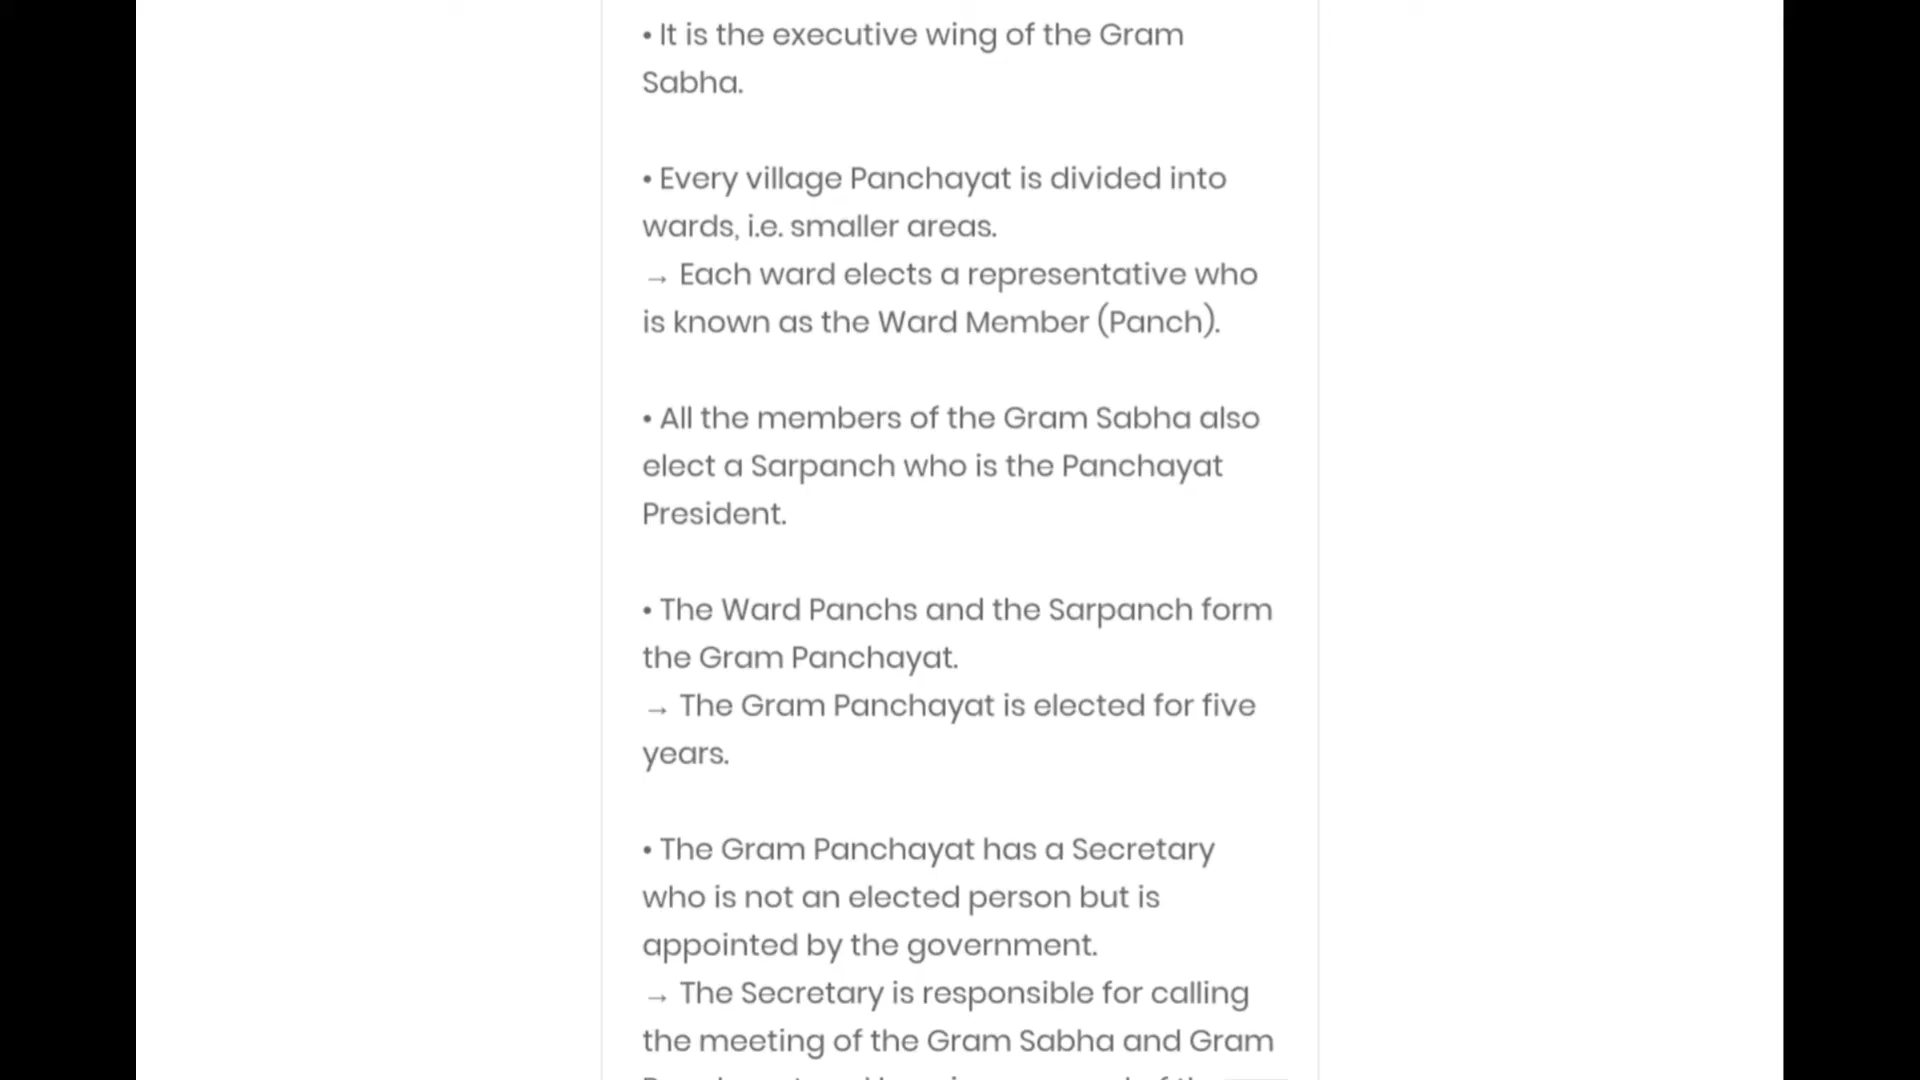 • It is the executive wing of the Gram
Sabha.
• Every village Panchayat is divided into
wards, i.e. smaller areas.
→ Each ward elects a representative who
is known as the Ward Member (Panch).
• All the members of the Gram Sabha also
elect a Sarpanch who is the Panchayat
President.
• The Ward Panchs and the Sarpanch form
the Gram Panchayat.
→ The Gram Panchayat is elected for five
years.
• The Gram Panchayat has a Secretary
who is not an elected person but is
appointed by the government.
→ The Secretary is responsible for calling
the meeting of the Gram Sabha and Gram